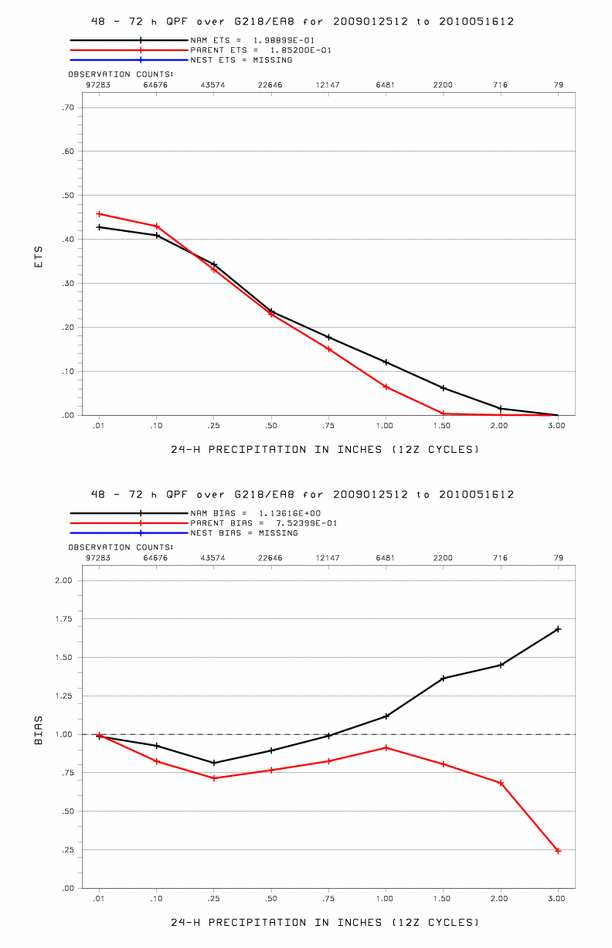 48 - 72 h QPF over G218/EA8 for 2009012512 to 2010051612
NAM ETS = 1.98899E-01
PARENT ETS = 1.85200E-01
NEST ETS = MISSING
OBSERVATION COUNTS:
97283 64676 43574 22646 12147 6481 2200 716 79
.70
.60
.50
.40
.30
.20
.10
.00
ETS
.01 .10 .25 .50 .75 1.00 1.50 2.00 3.00
24-H PRECIPITATION IN INCHES (12Z CYCLES)
48 - 72 h QPF over G218/EA8 for 2009012512 to 2010051612
NAM BIAS = 1.13616E+00
PARENT BIAS = 7.52399E-01
NEST BIAS = MISSING
OBSERVATION COUNTS:
97283 64676 43574 22646 12147 6481 2200 716 79
2.00
1.75
1.50
1.25
1.00
.75
.50
.25
.00
BIAS
.01 .10 .25 .50 .75 1.00 1.50 2.00 3.00
24-H PRECIPITATION IN INCHES (12Z CYCLES)